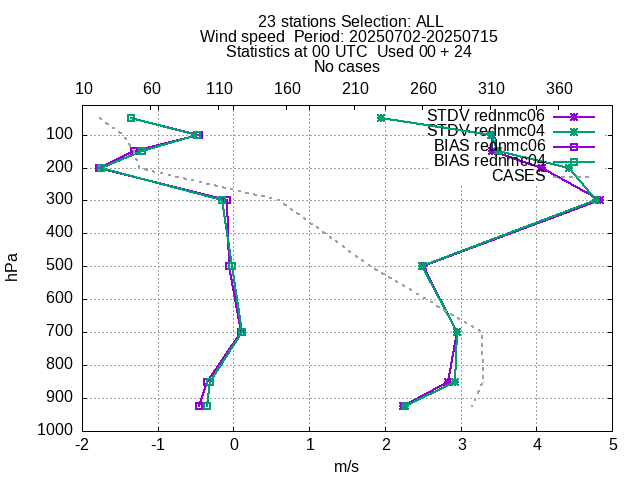 23 stations Selection: ALL
Wind speed  Period: 20250702-20250715
Statistics at 00 UTC  Used 00 + 24
No cases
10 60 110 160 210 260 310 360
STDV rednmc06
STDV rednmc04
BIAS rednmc06
BIAS rednmc04
CASES
100
200
300
400
500
600
700
800
900
1000
hPa
-2 -1 0 1 2 3 4 5
m/s